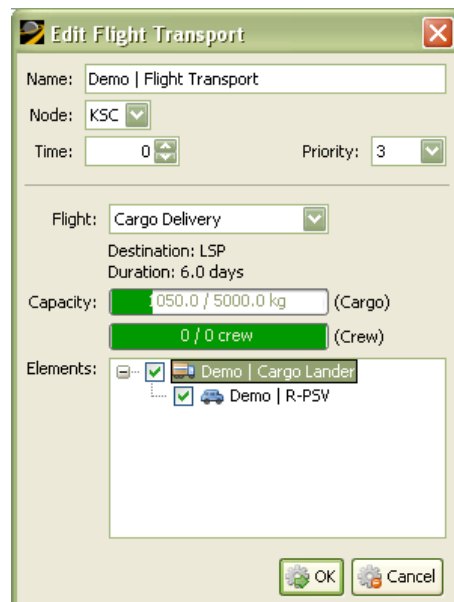 Edit Flight Transport
Name: Demo | Flight Transport
Node: KSC
Time: 0 Priority: 3
Flight: Cargo Delivery
Destination: LSP
Duration: 6.0 days
Capacity: 1050.0 / 5000.0 kg (Cargo)
0 / 0 crew (Crew)
Elements: Demo | Cargo Lander
Demo | R-PSV
OK Cancel